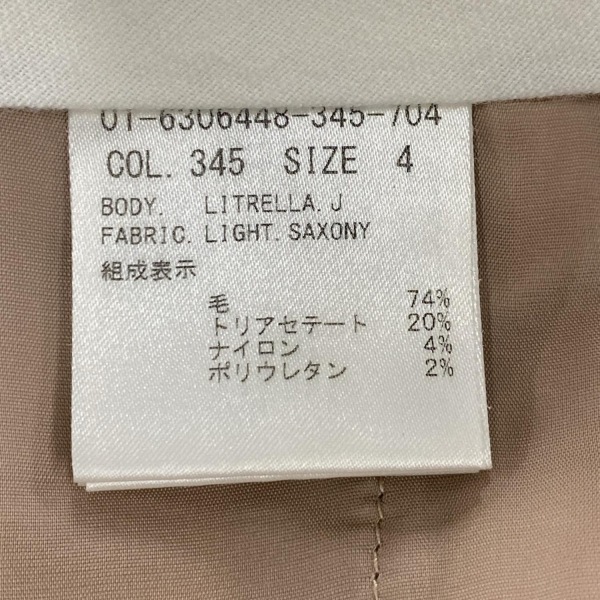 01-6306448-345-704
COL. 345 SIZE 4
BODY. LITRELLA. J
FABRIC. LIGHT. SAXONY
組成表示
毛 74%
トリアセテート 20%
ナイロン 4%
ポリウレタン 2%